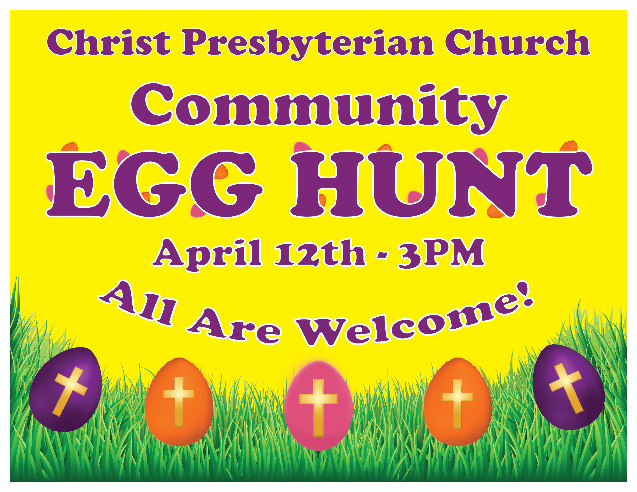 Christ Presbyterian Church
Community
EGG HUNT
April 12th - 3PM
All Are Welcome!